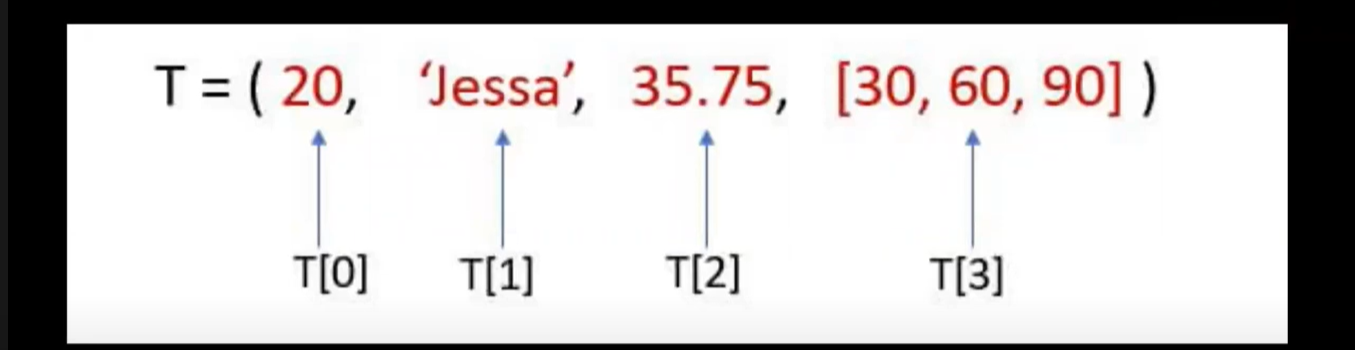 T = ( 20, ‘Jessa’, 35.75, [30, 60, 90] )
T[0] T[1] T[2] T[3]